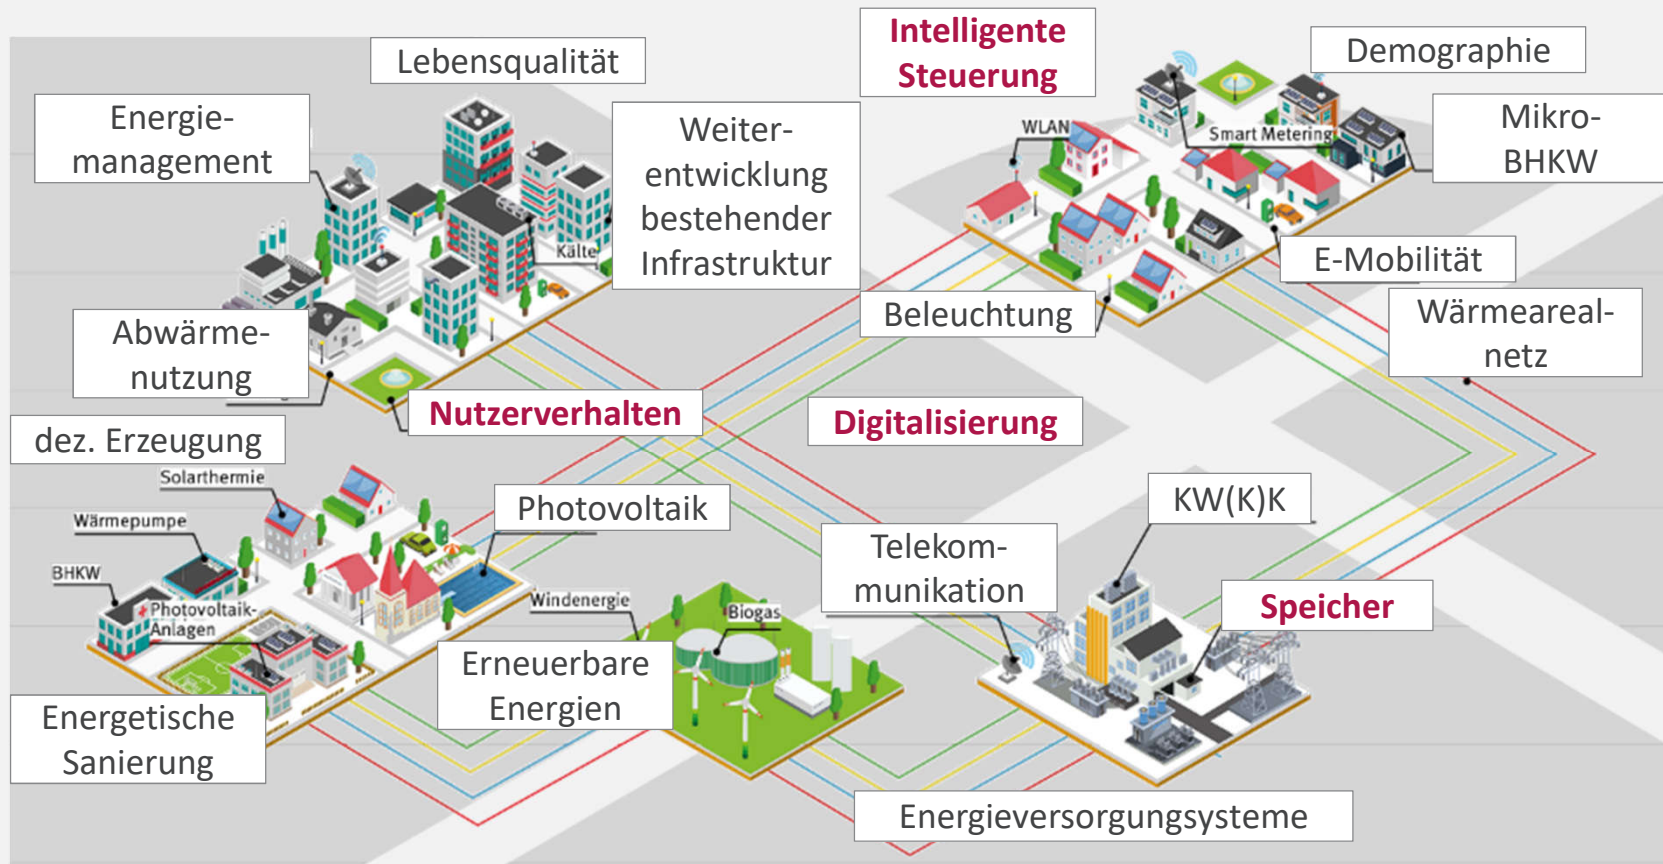 Lebensqualität
Intelligente
Steuerung
Demographie
Energie-
management
Weiter-
entwicklung
bestehender
Infrastruktur
WLAN
Smart Metering
Mikro-
BHKW
Kälte
E-Mobilität
Beleuchtung
Wärmeareal-
netz
Abwärme-
nutzung
Nutzerverhalten
Digitalisierung
dez. Erzeugung
Solarthermie
Photovoltaik
KW(K)K
Wärmepumpe
Telekom-
munikation
BHKW
Photovoltaik-
Anlagen
Windenergie
Biogas
Speicher
Erneuerbare
Energien
Energetische
Sanierung
Energieversorgungsysteme